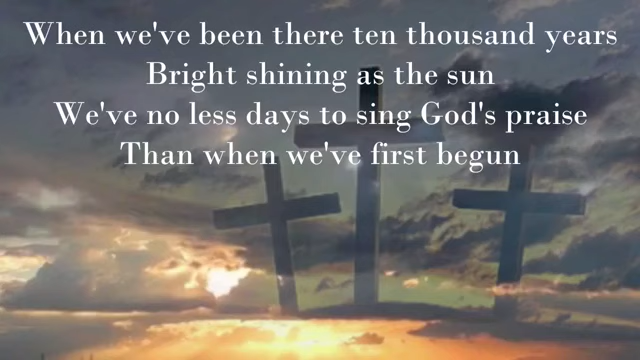 When we've been there ten thousand years
Bright shining as the sun
We've no less days to sing God's praise
Than when we've first begun